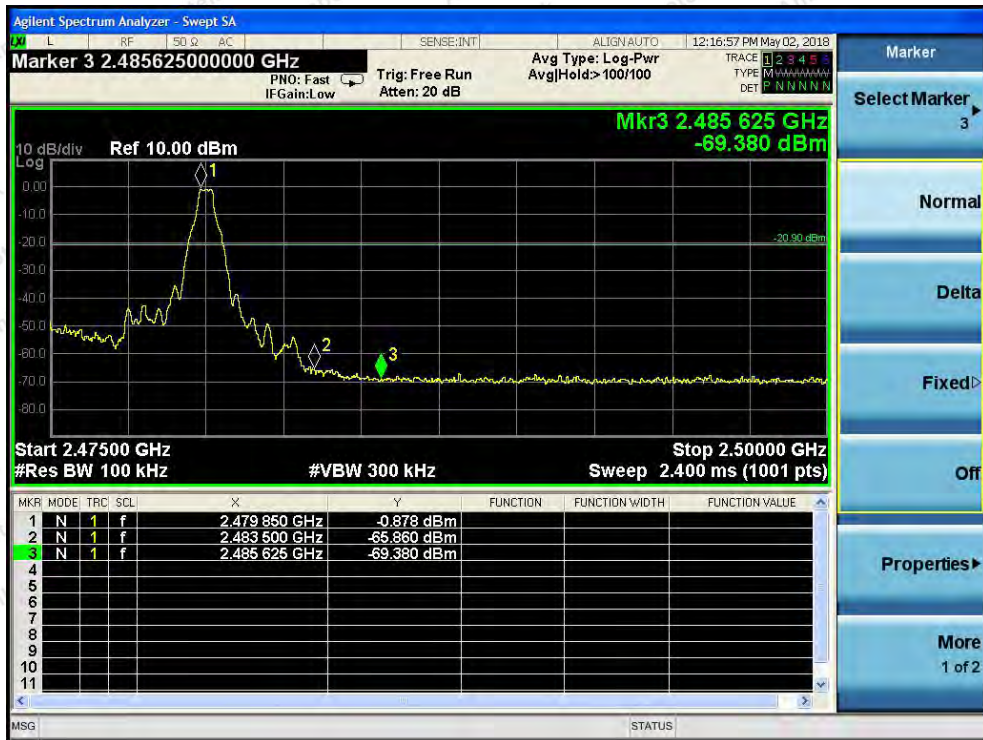 Agilent Spectrum Analyzer - Swept SA
LXI L RF 50 Ω AC SENSE:INT ALIGN AUTO 12:16:57 PM May 02, 2018
Marker 3 2.485625000000 GHz
PNO: Fast
IFGain:Low
Trig: Free Run
Atten: 20 dB
Avg Type: Log-Pwr
Avg|Hold:>100/100
TRACE 1 2 3 4 5 6
TYPE M
DET P N N N N N
Mkr3 2.485 625 GHz
-69.380 dBm
10 dB/div
Log
Ref 10.00 dBm
1
0.00
-10.0
-20.0
-20.90 dBm
-30.0
-40.0
-50.0
2
3
-60.0
-70.0
-80.0
Start 2.47500 GHz
Stop 2.50000 GHz
#Res BW 100 kHz
#VBW 300 kHz
Sweep 2.400 ms (1001 pts)
MKR MODE TRC SCL X Y FUNCTION FUNCTION WIDTH FUNCTION VALUE
1 N 1 f 2.479 850 GHz -0.878 dBm
2 N 1 f 2.483 500 GHz -65.860 dBm
3 N 1 f 2.485 625 GHz -69.380 dBm
4
5
6
7
8
9
10
11
MSG
STATUS
Marker
Select Marker
3
Normal
Delta
Fixed
Off
Properties
More
1 of 2